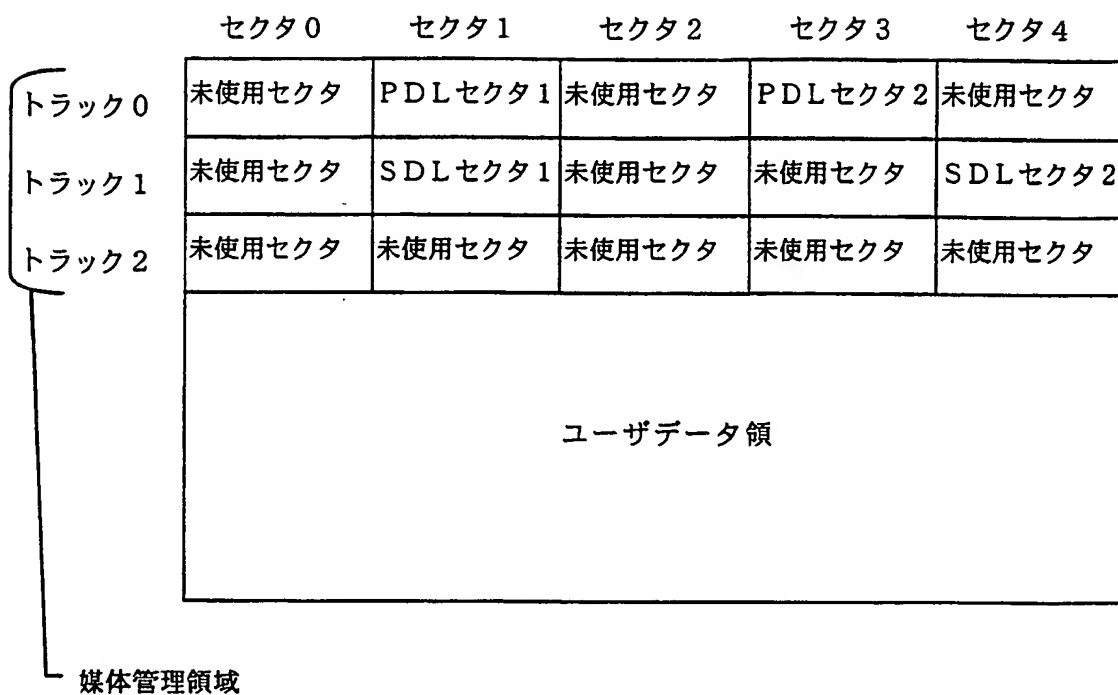 セクタ0 セクタ1 セクタ2 セクタ3 セクタ4
トラック0 未使用セクタ PDLセクタ1 未使用セクタ PDLセクタ2 未使用セクタ
トラック1 未使用セクタ SDLセクタ1 未使用セクタ 未使用セクタ SDLセクタ2
トラック2 未使用セクタ 未使用セクタ 未使用セクタ 未使用セクタ 未使用セクタ
ユーザデータ領
媒体管理領域